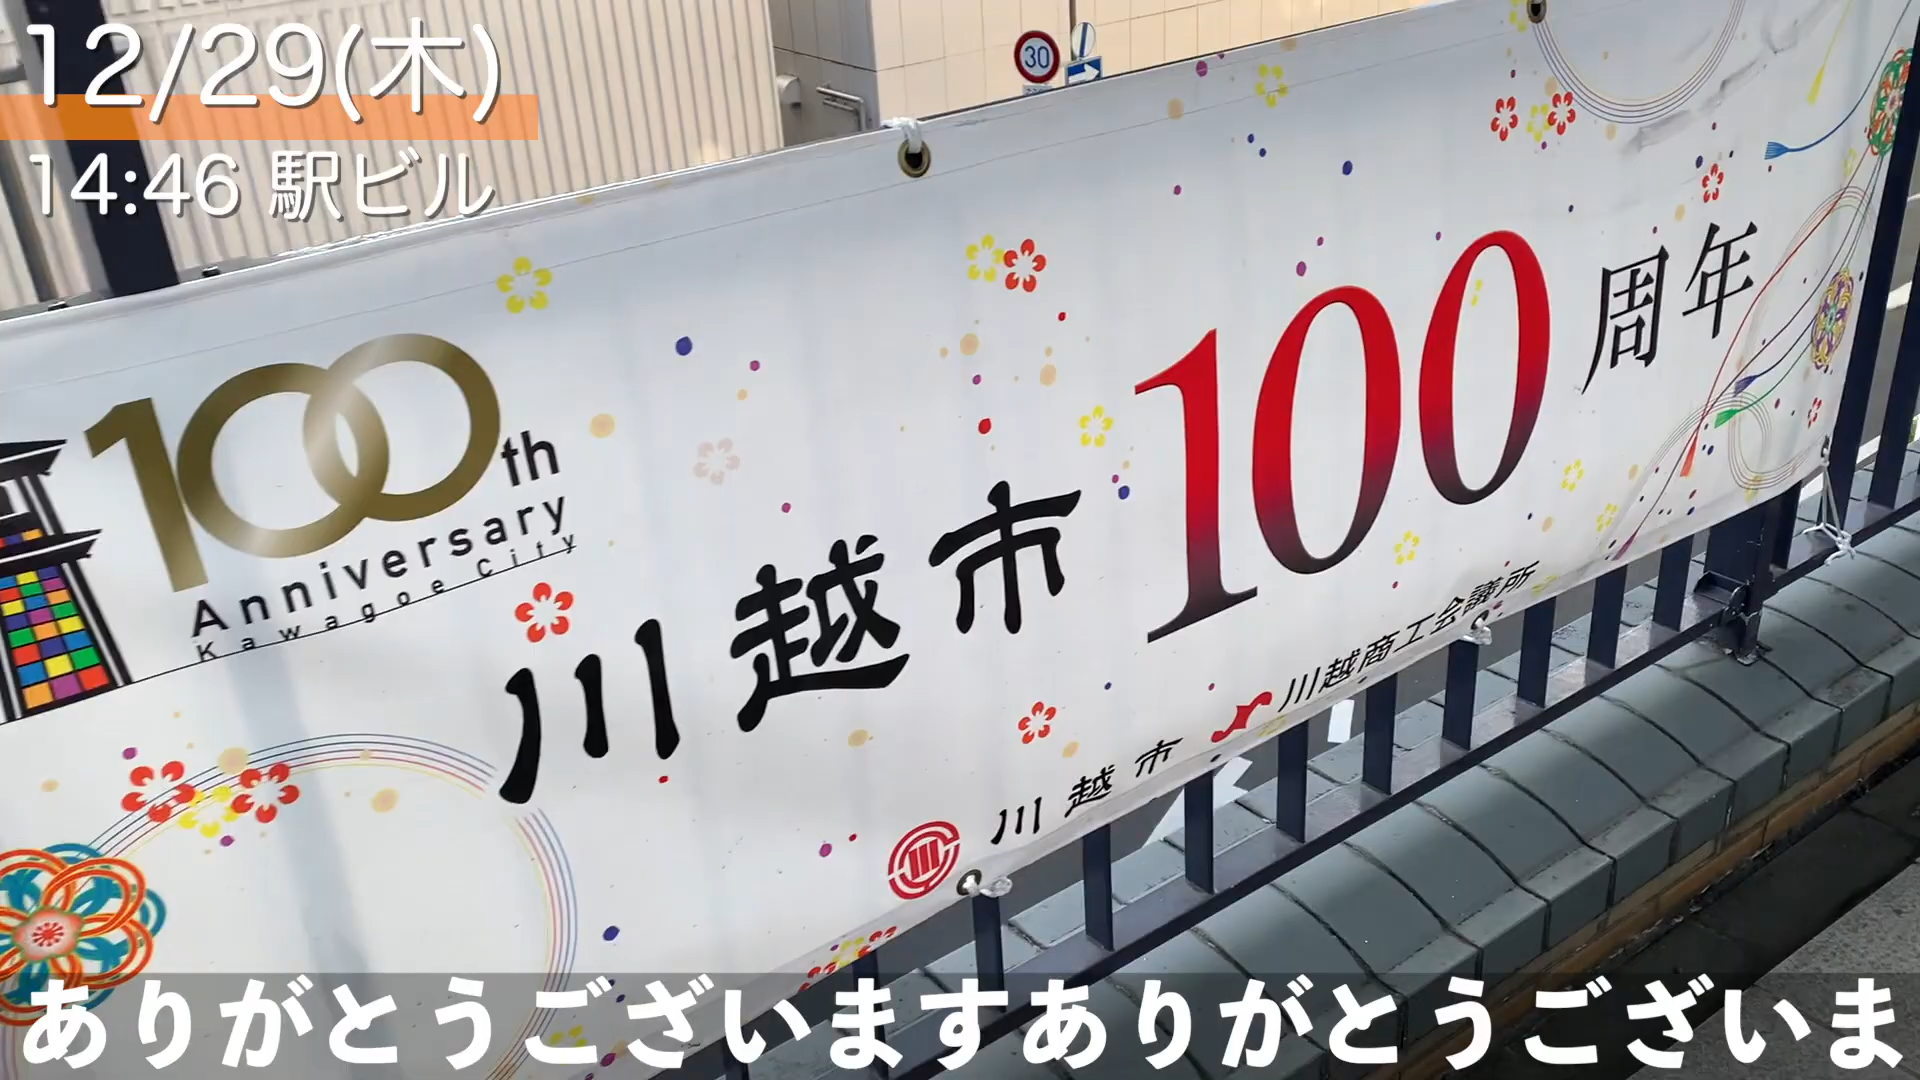 12/29(木)
14:46 駅ビル
30
100th
Anniversary
Kawagoe City
川越市100周年
川越市
川越商工会議所
ありがとうございますありがとうございま